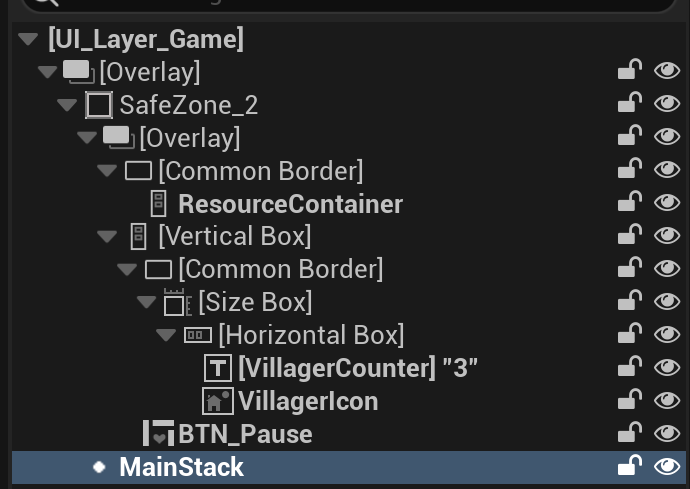 [UI_Layer_Game]
[Overlay]
SafeZone_2
[Overlay]
[Common Border]
ResourceContainer
[Vertical Box]
[Common Border]
[Size Box]
[Horizontal Box]
[VillagerCounter] "3"
VillagerIcon
BTN_Pause
MainStack